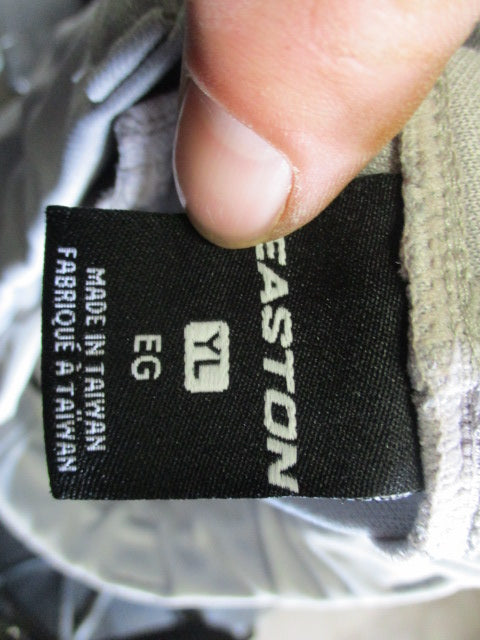 EASTON
YL
EG
MADE IN TAIWAN
FABRIQUÉ À TAÏWAN